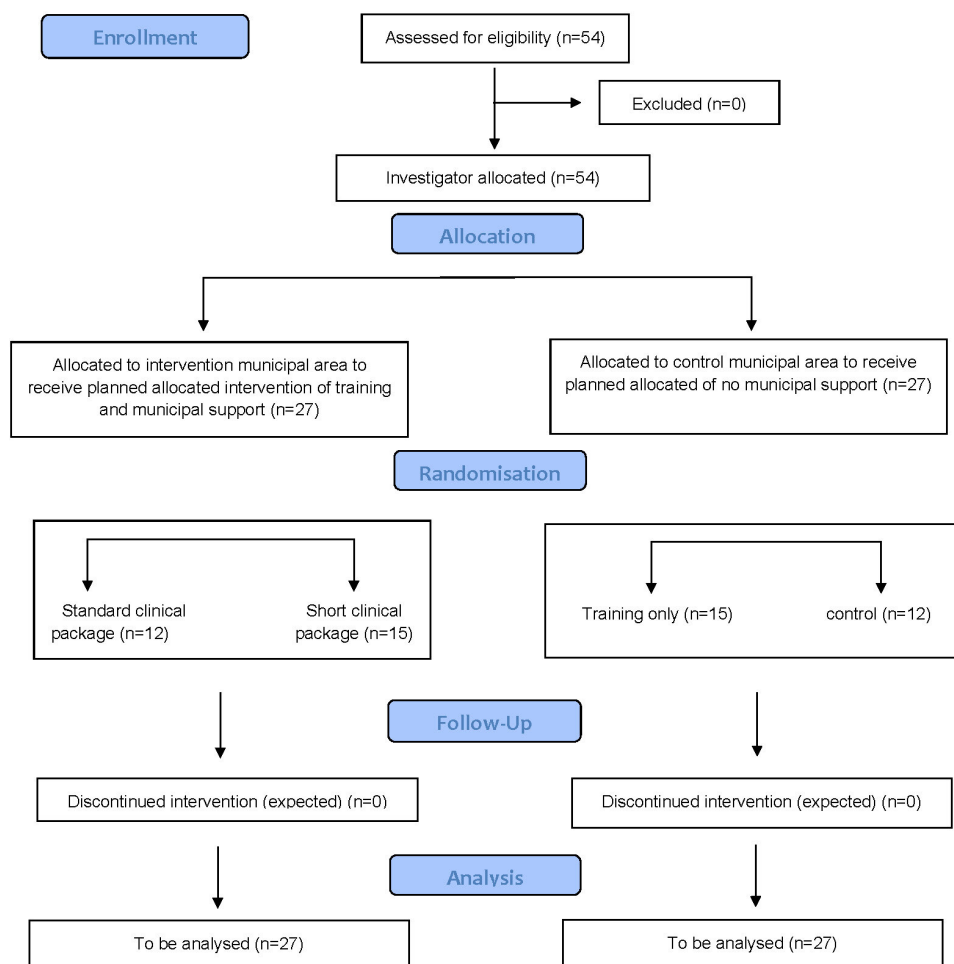 Enrollment
Assessed for eligibility (n=54)
Excluded (n=0)
Investigator allocated (n=54)
Allocation
Allocated to intervention municipal area to
receive planned allocated intervention of training
and municipal support (n=27)
Allocated to control municipal area to receive
planned allocated of no municipal support (n=27)
Randomisation
Standard clinical
package (n=12)
Short clinical
package (n=15)
Training only (n=15)
control (n=12)
Follow-Up
Discontinued intervention (expected) (n=0)
Discontinued intervention (expected) (n=0)
Analysis
To be analysed (n=27)
To be analysed (n=27)